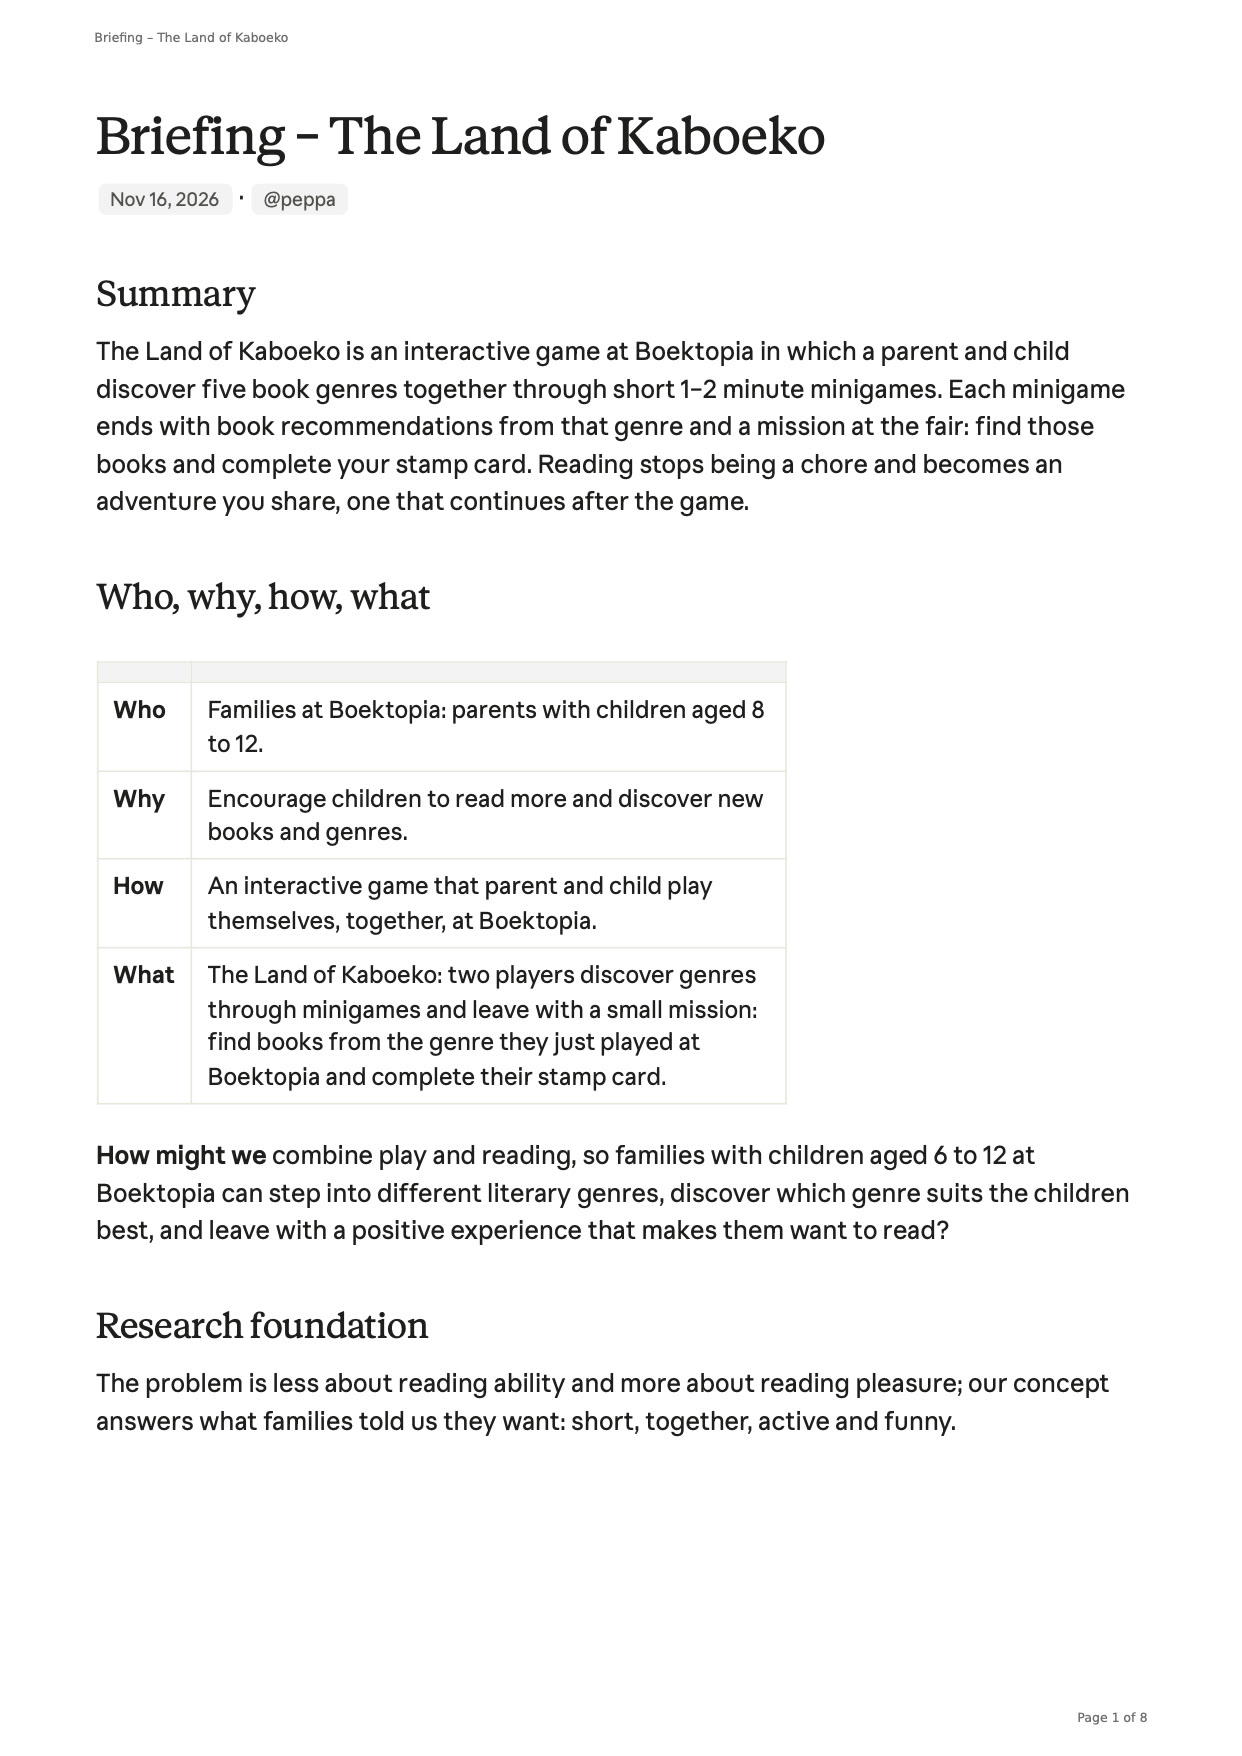 Briefing – The Land of Kaboeko
Briefing – The Land of Kaboeko
Nov 16, 2026 · @peppa
Summary
The Land of Kaboeko is an interactive game at Boektopia in which a parent and child
discover five book genres together through short 1–2 minute minigames. Each minigame
ends with book recommendations from that genre and a mission at the fair: find those
books and complete your stamp card. Reading stops being a chore and becomes an
adventure you share, one that continues after the game.
Who, why, how, what
Who
Families at Boektopia: parents with children aged 8
to 12.
Why
Encourage children to read more and discover new
books and genres.
How
An interactive game that parent and child play
themselves, together, at Boektopia.
What
The Land of Kaboeko: two players discover genres
through minigames and leave with a small mission:
find books from the genre they just played at
Boektopia and complete their stamp card.
How might we combine play and reading, so families with children aged 6 to 12 at
Boektopia can step into different literary genres, discover which genre suits the children
best, and leave with a positive experience that makes them want to read?
Research foundation
The problem is less about reading ability and more about reading pleasure; our concept
answers what families told us they want: short, together, active and funny.
Page 1 of 8